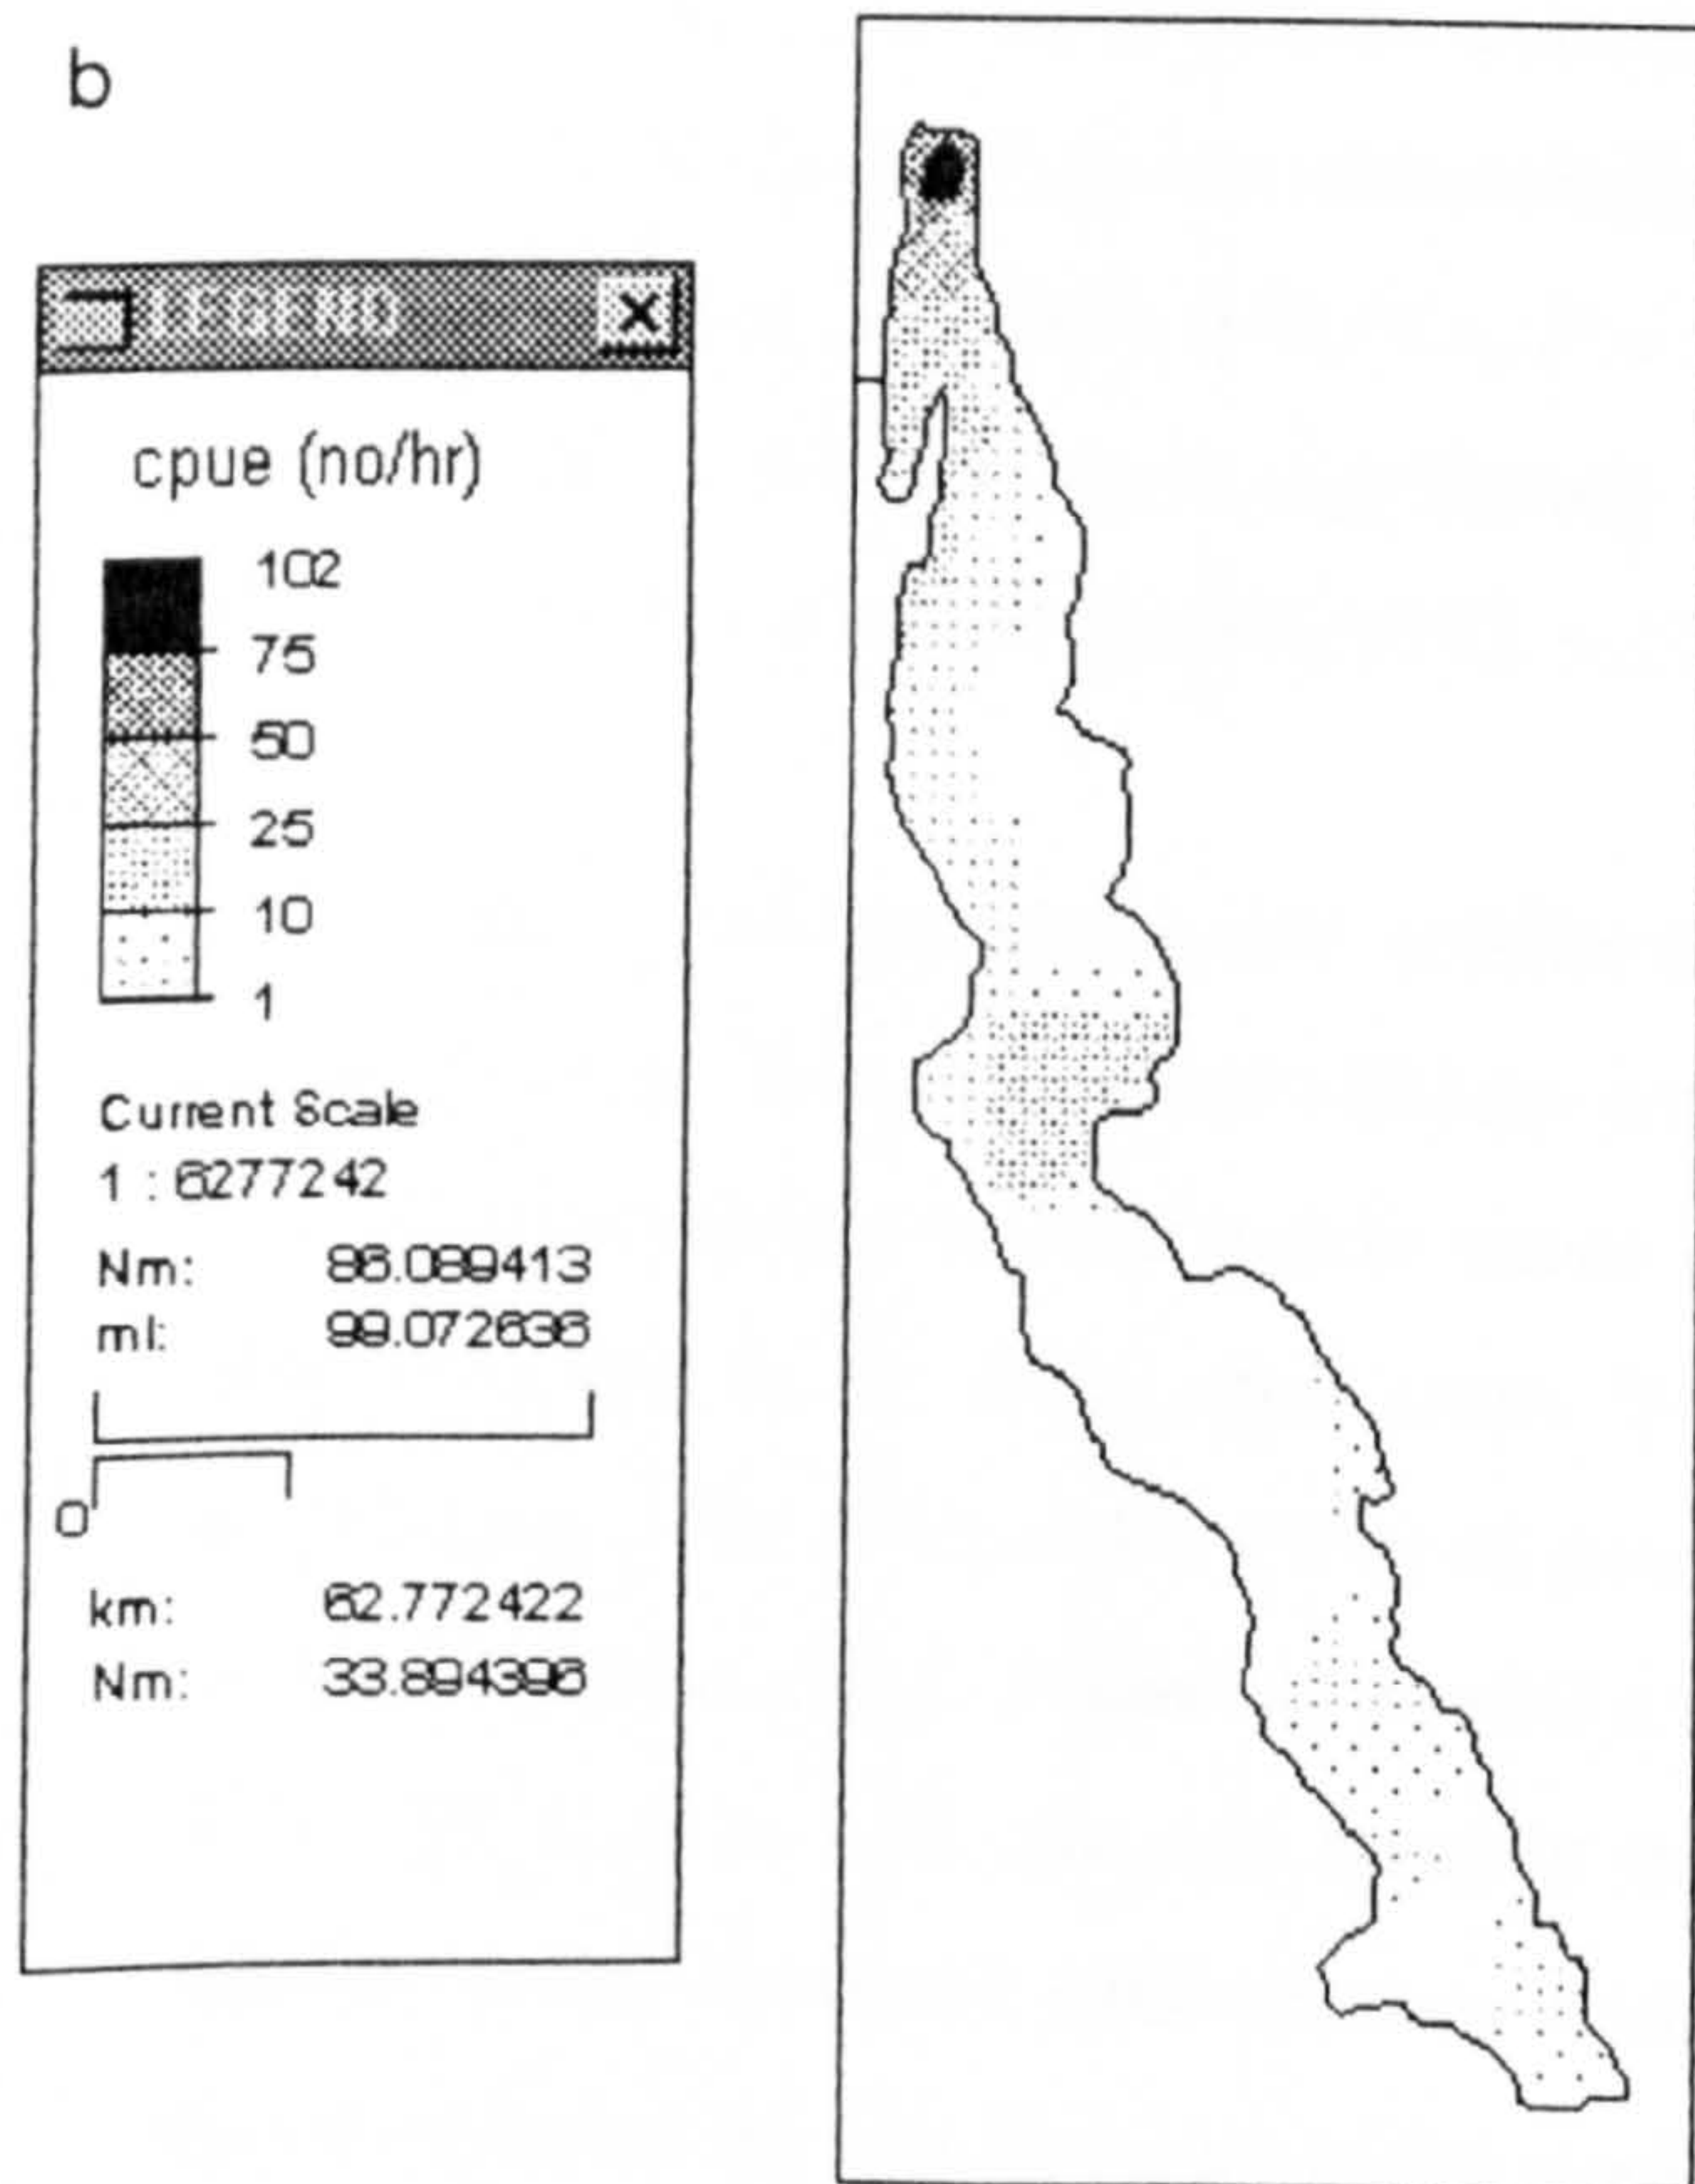 b
LEGEND
cpue (no/hr)
102
75
50
25
10
1
Current Scale
1 : 6277242
Nm: 86.089413
ml: 99.072636
0
km: 62.772422
Nm: 33.894396